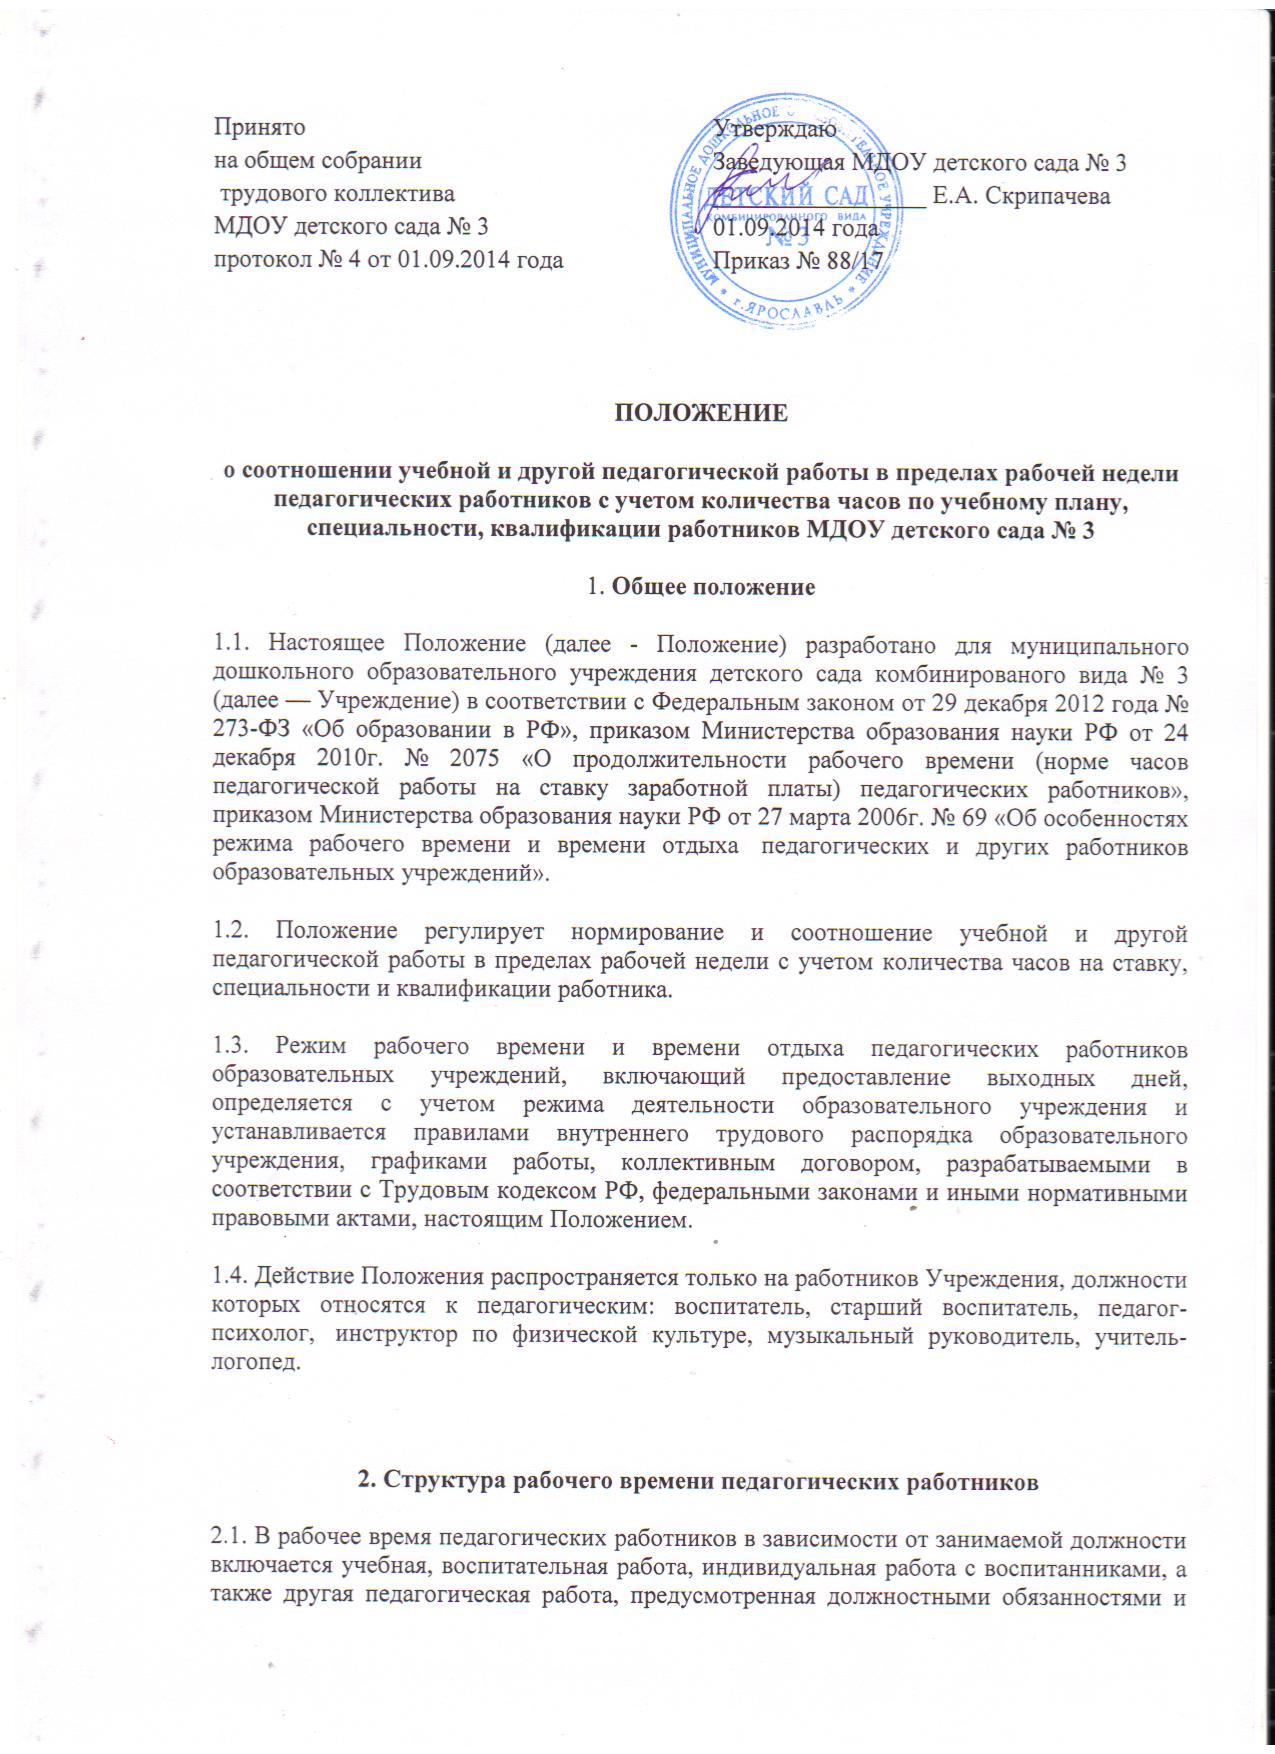 Принято
на общем собрании
трудового коллектива
МДОУ детского сада № 3
протокол № 4 от 01.09.2014 года
Утверждаю
Заведующая МДОУ детского сада № 3
________________ Е.А. Скрипачева
01.09.2014 года
Приказ № 88/17
МУНИЦИПАЛЬНОЕ ДОШКОЛЬНОЕ УЧРЕЖДЕНИЕ
* г.ЯРОСЛАВЛЬ *
ДЕТСКИЙ САД
КОМБИНИРОВАННОГО ВИДА
№ 3
ПОЛОЖЕНИЕ
о соотношении учебной и другой педагогической работы в пределах рабочей недели
педагогических работников с учетом количества часов по учебному плану,
специальности, квалификации работников МДОУ детского сада № 3
1. Общее положение
1.1. Настоящее Положение (далее - Положение) разработано для муниципального
дошкольного образовательного учреждения детского сада комбинированого вида № 3
(далее — Учреждение) в соответствии с Федеральным законом от 29 декабря 2012 года №
273-ФЗ «Об образовании в РФ», приказом Министерства образования науки РФ от 24
декабря 2010г. № 2075 «О продолжительности рабочего времени (норме часов
педагогической работы на ставку заработной платы) педагогических работников»,
приказом Министерства образования науки РФ от 27 марта 2006г. № 69 «Об особенностях
режима рабочего времени и времени отдыха педагогических и других работников
образовательных учреждений».
1.2. Положение регулирует нормирование и соотношение учебной и другой
педагогической работы в пределах рабочей недели с учетом количества часов на ставку,
специальности и квалификации работника.
1.3. Режим рабочего времени и времени отдыха педагогических работников
образовательных учреждений, включающий предоставление выходных дней,
определяется с учетом режима деятельности образовательного учреждения и
устанавливается правилами внутреннего трудового распорядка образовательного
учреждения, графиками работы, коллективным договором, разрабатываемыми в
соответствии с Трудовым кодексом РФ, федеральными законами и иными нормативными
правовыми актами, настоящим Положением.
1.4. Действие Положения распространяется только на работников Учреждения, должности
которых относятся к педагогическим: воспитатель, старший воспитатель, педагог-
психолог, инструктор по физической культуре, музыкальный руководитель, учитель-
логопед.
2. Структура рабочего времени педагогических работников
2.1. В рабочее время педагогических работников в зависимости от занимаемой должности
включается учебная, воспитательная работа, индивидуальная работа с воспитанниками, а
также другая педагогическая работа, предусмотренная должностными обязанностями и